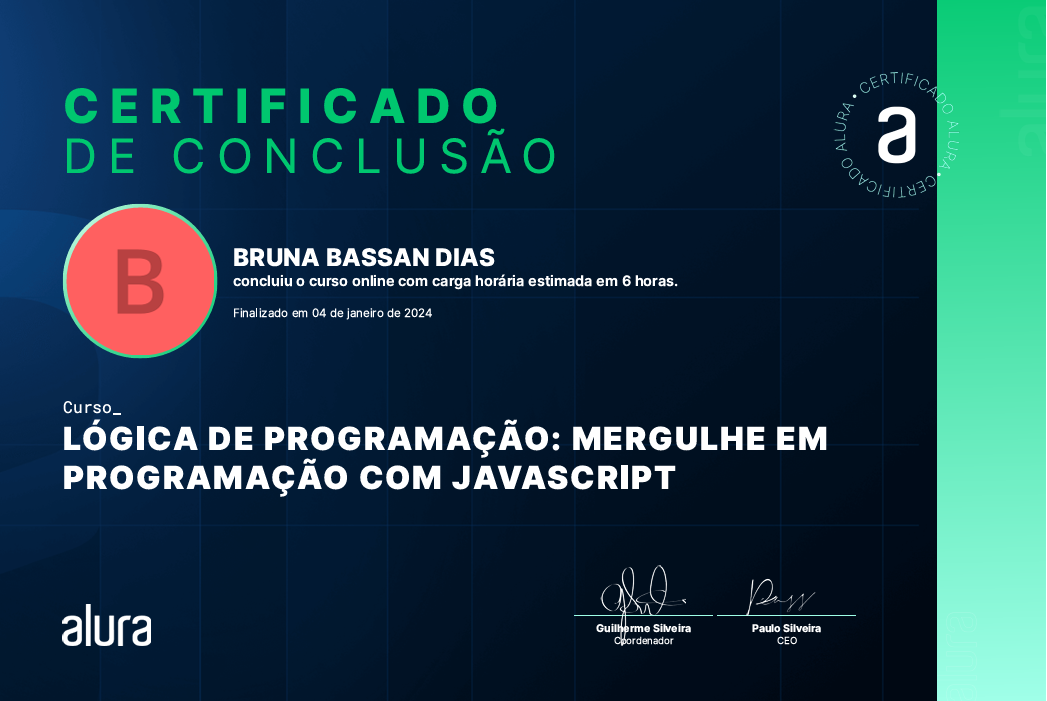 CERTIFICADO
DE CONCLUSÃO
CERTIFICADO ALURA • CERTIFICADO ALURA •
a
B
BRUNA BASSAN DIAS
concluiu o curso online com carga horária estimada em 6 horas.
Finalizado em 04 de janeiro de 2024
Curso_
LÓGICA DE PROGRAMAÇÃO: MERGULHE EM
PROGRAMAÇÃO COM JAVASCRIPT
alura
Guilherme Silveira
Coordenador
Paulo Silveira
CEO
alura